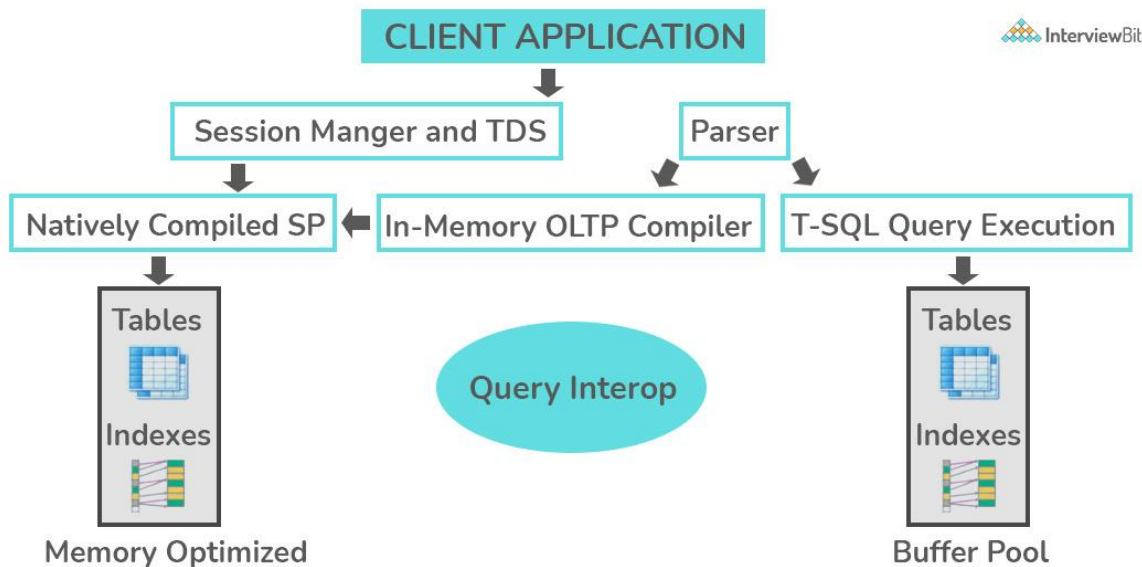 CLIENT APPLICATION
InterviewBit
Session Manger and TDS
Parser
Natively Compiled SP
In-Memory OLTP Compiler
T-SQL Query Execution
Tables
Indexes
Memory Optimized
Query Interop
Tables
Indexes
Buffer Pool